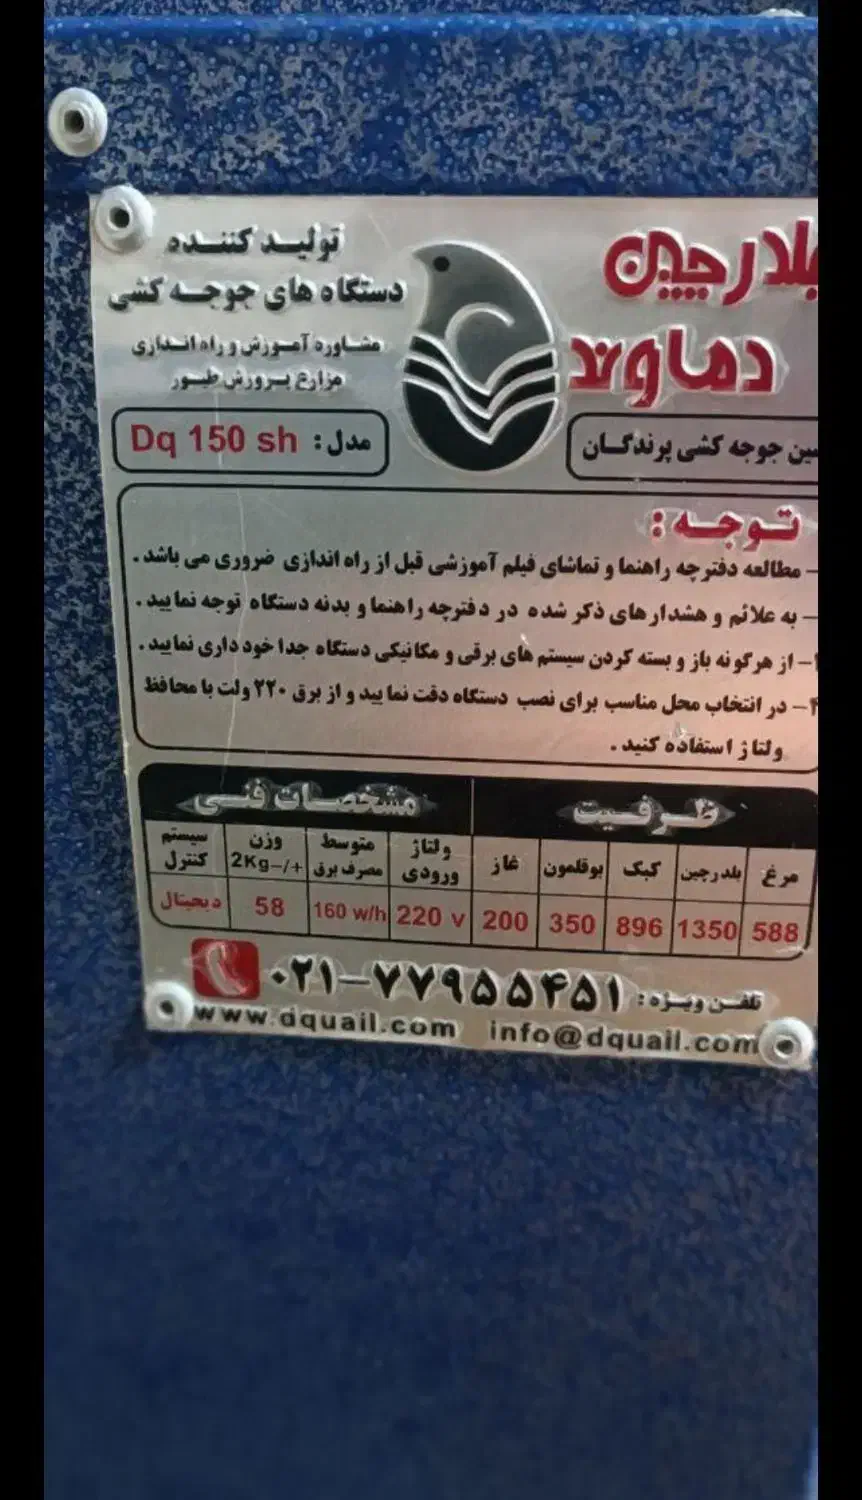 بلدرچین
دماوند
تولید کننده
دستگاه های جوجه کشی
مشاوره آموزش و راه اندازی
مزارع پرورش طیور
جوجه کشی پرندگان
مدل : Dq 150 sh
توجه :
– مطالعه دفترچه راهنما و تماشای فیلم آموزشی قبل از راه اندازی ضروری می باشد .
– به علائم و هشدارهای ذکر شده در دفترچه راهنما و بدنه دستگاه توجه نمایید .
– از هرگونه باز و بسته کردن سیستم های برقی و مکانیکی دستگاه جدا خودداری نمایید .
۴– در انتخاب محل مناسب برای نصب دستگاه دقت نمایید و از برق ۲۲۰ ولت با محافظ
ولتاژ استفاده کنید .
ظرفیت مشخصات فنی
مرغ بلدرچین کبک بوقلمون غاز ولتاژ ورودی متوسط مصرف برق وزن 2Kg–/+ سیستم کنترل
588 1350 896 350 200 220 v 160 w/h 58 دیجیتال
تلفن ویژه : ۰۲۱–۷۷۹۵۵۴۵۱
www.dquail.com info@dquail.com